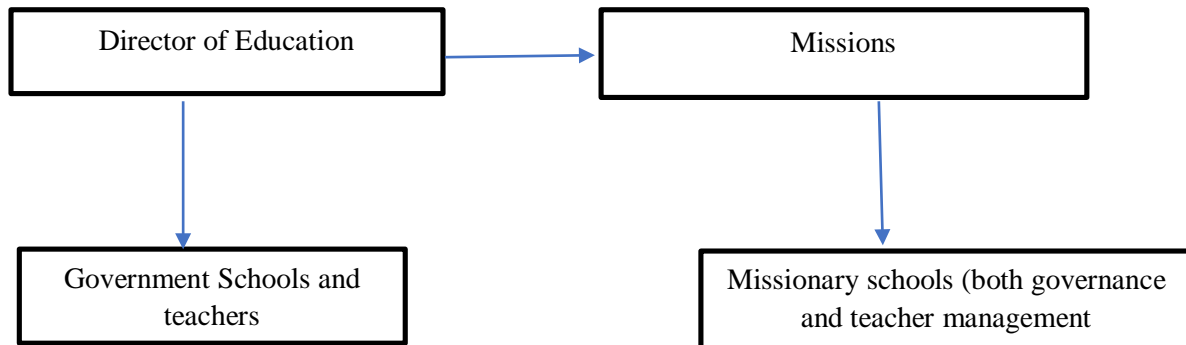 Director of Education
Missions
Government Schools and
teachers
Missionary schools (both governance
and teacher management